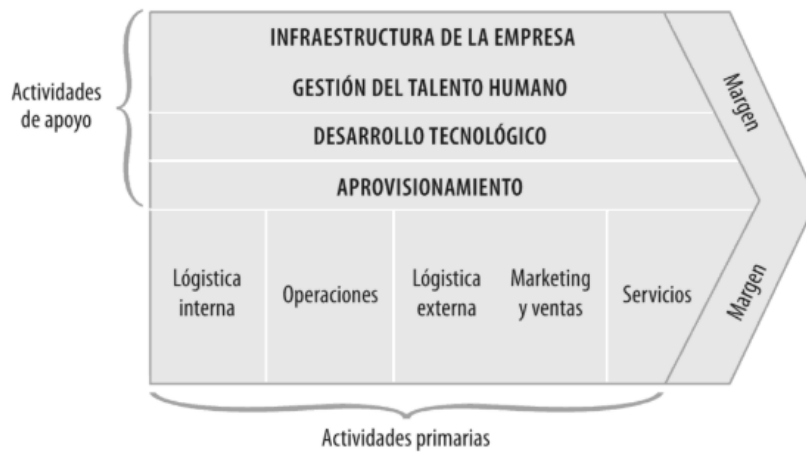 INFRAESTRUCTURA DE LA EMPRESA
GESTIÓN DEL TALENTO HUMANO
DESARROLLO TECNOLÓGICO
APROVISIONAMIENTO
Actividades
de apoyo
Margen
Lógistica
interna
Operaciones
Lógistica
externa
Marketing
y ventas
Servicios
Margen
Actividades primarias